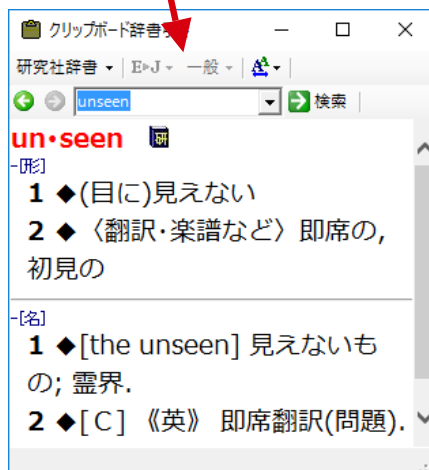 クリップボード辞書
研究社辞書 E▸J 一般 A
unseen 検索
un・seen 研
-[形]
1 ◆(目に)見えない
2 ◆〈翻訳・楽譜など〉即席の,
初見の
-[名]
1 ◆[the unseen] 見えないも
の; 霊界.
2 ◆[C] 《英》 即席翻訳(問題).